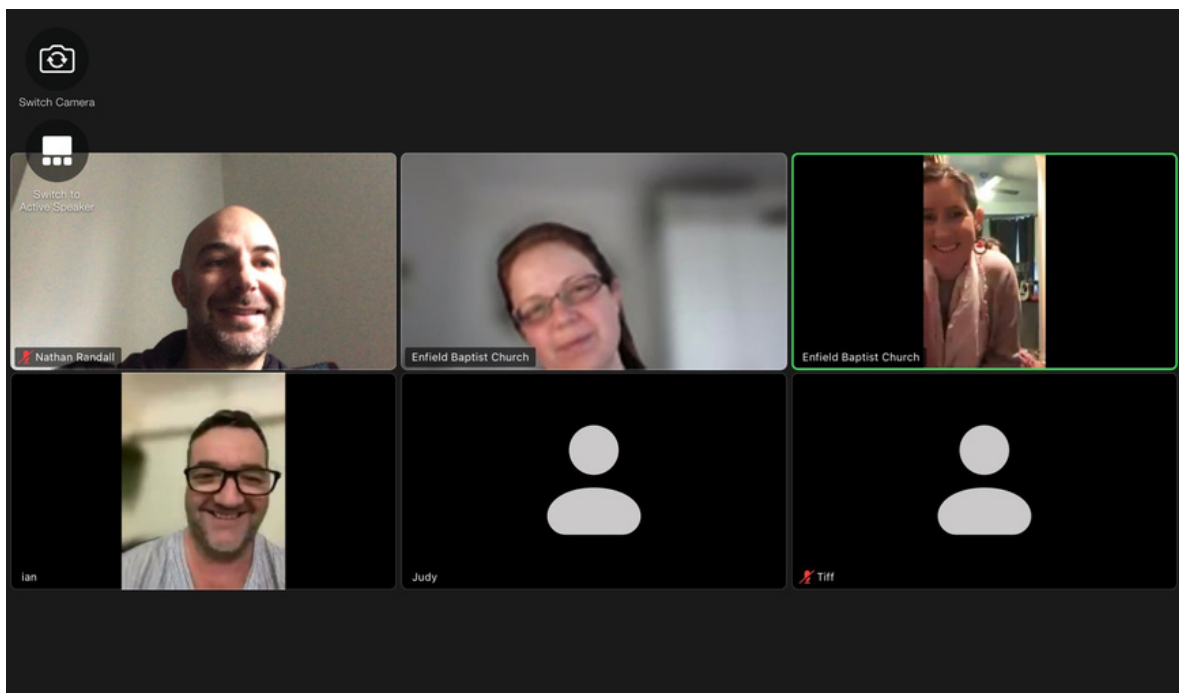 Switch Camera
Switch to
Active Speaker
Nathan Randall
Enfield Baptist Church
Enfield Baptist Church
ian
Judy
Tiff